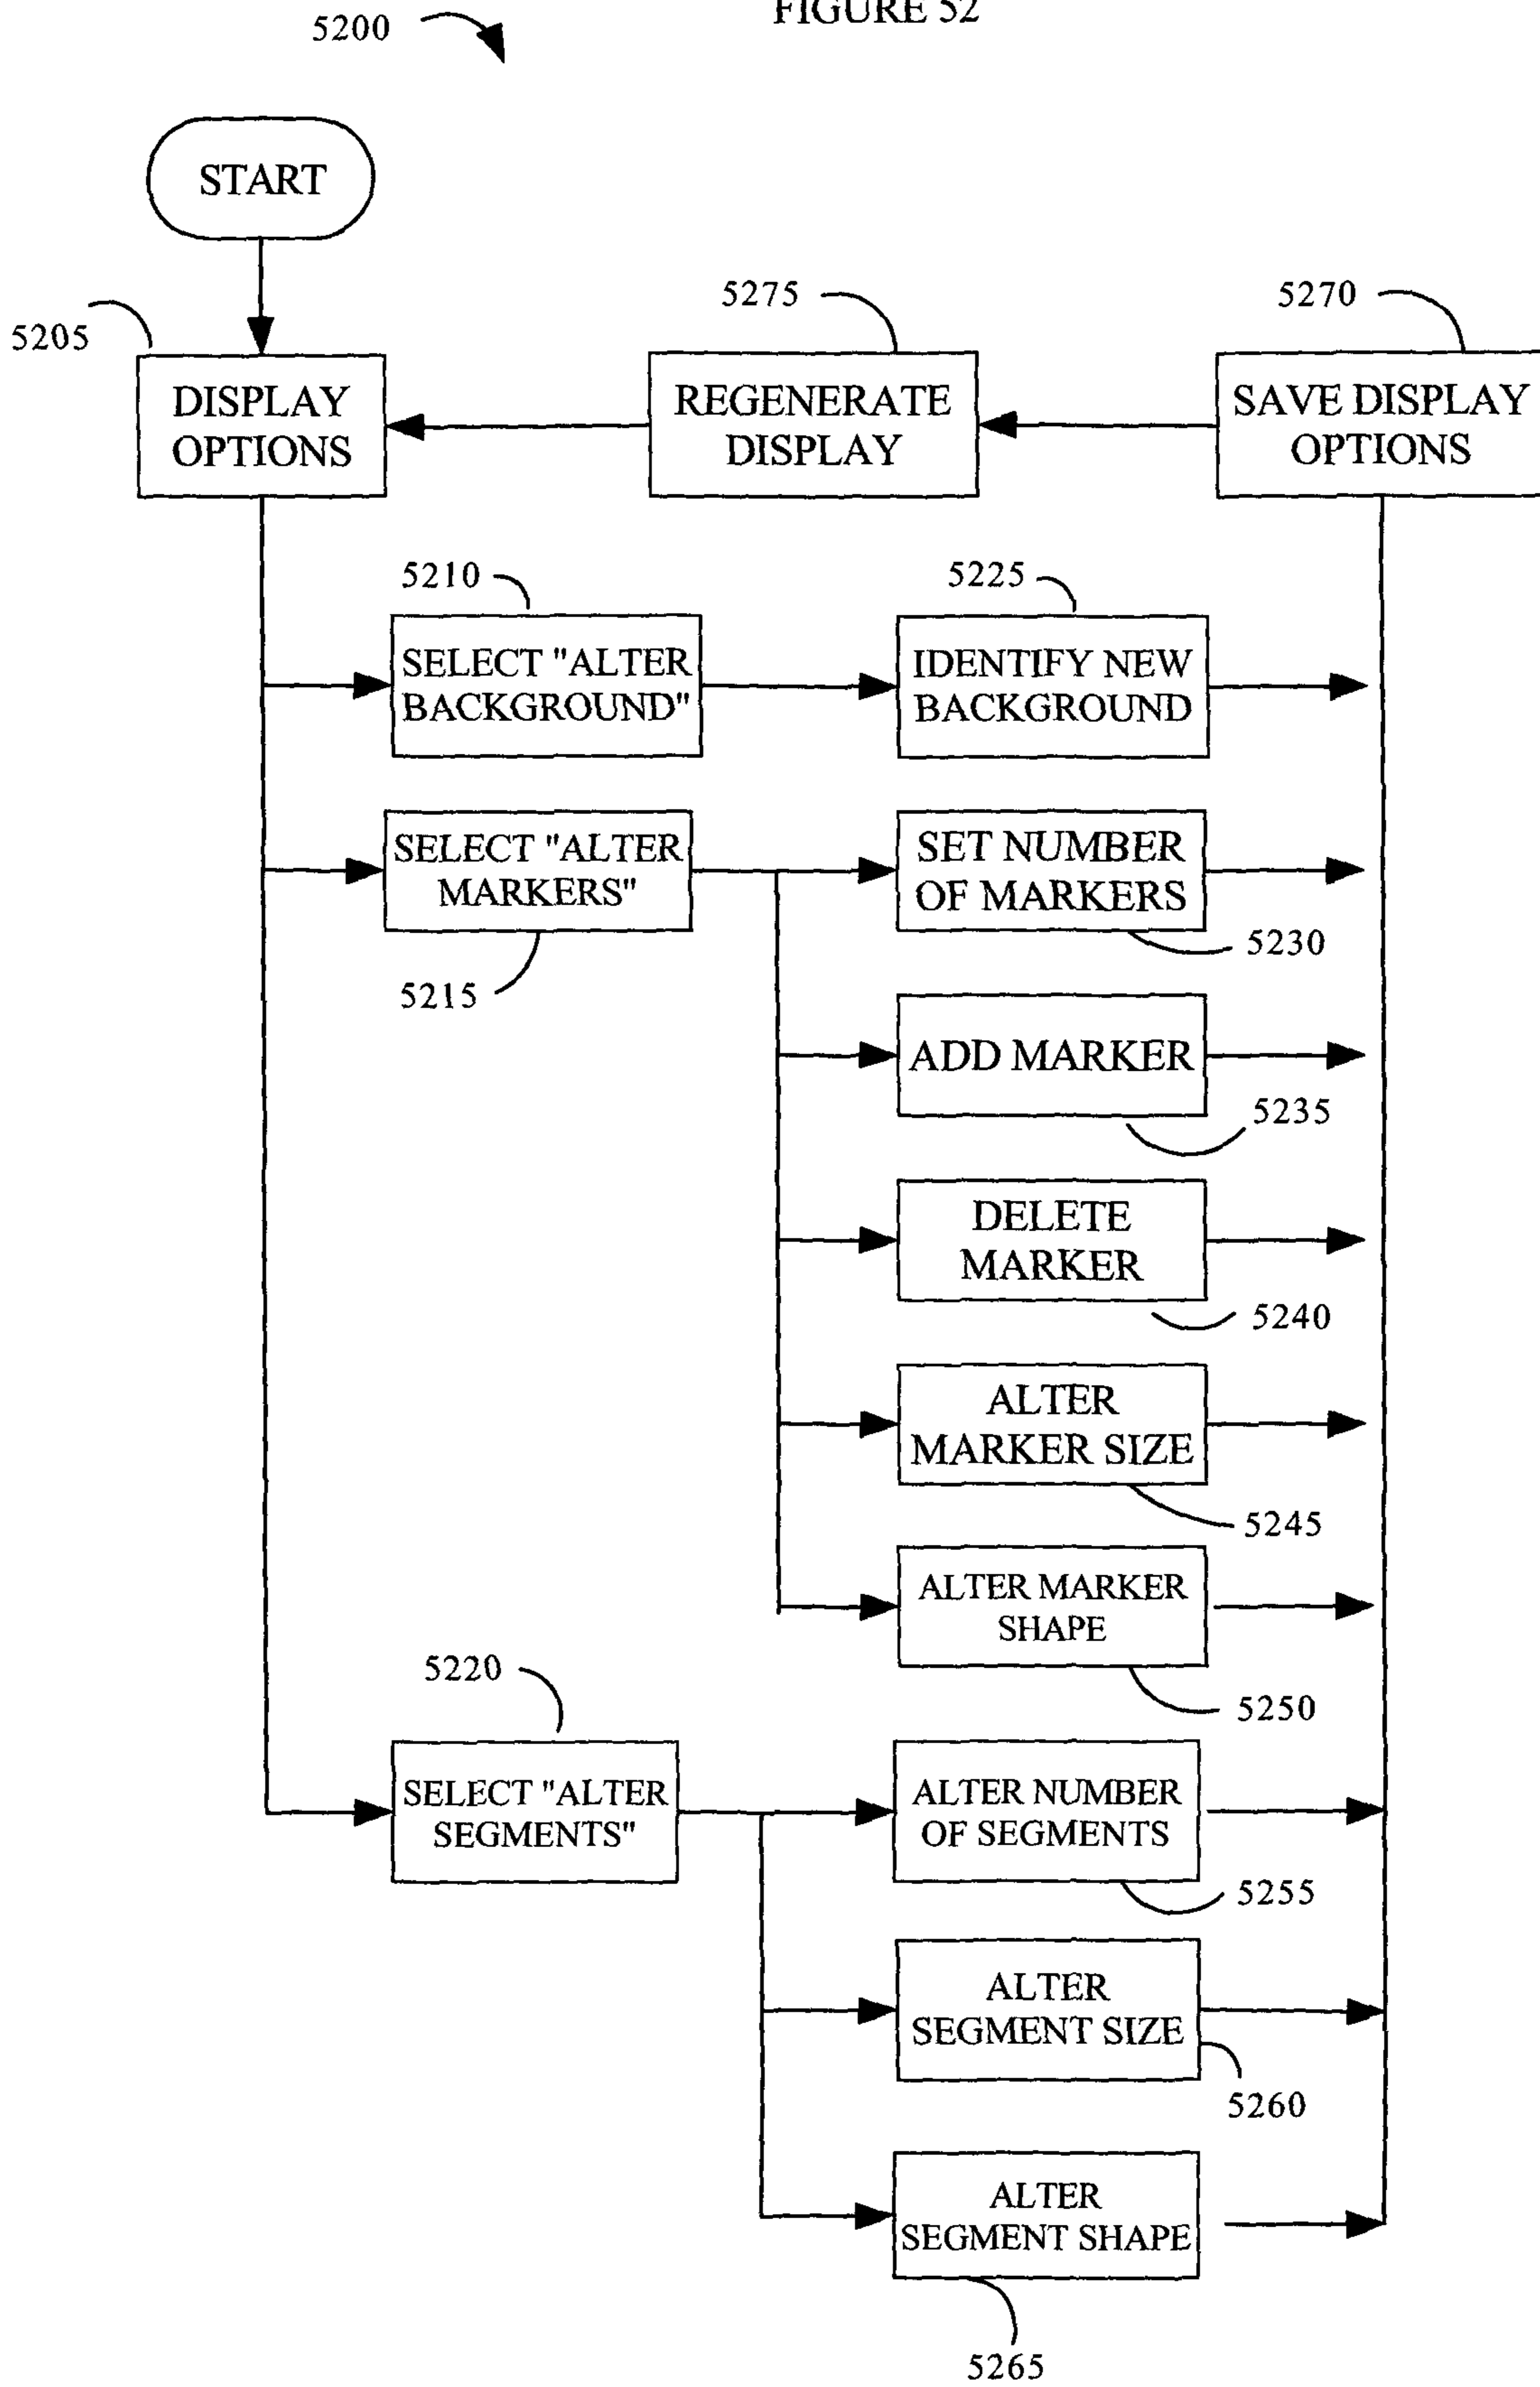 FIGURE 52
5200
START
5205
5275
5270
DISPLAY
OPTIONS
REGENERATE
DISPLAY
SAVE DISPLAY
OPTIONS
5210
5225
SELECT "ALTER
BACKGROUND"
IDENTIFY NEW
BACKGROUND
SELECT "ALTER
MARKERS"
5215
SET NUMBER
OF MARKERS
5230
ADD MARKER
5235
DELETE
MARKER
5240
ALTER
MARKER SIZE
5245
ALTER MARKER
SHAPE
5250
5220
SELECT "ALTER
SEGMENTS"
ALTER NUMBER
OF SEGMENTS
5255
ALTER
SEGMENT SIZE
5260
ALTER
SEGMENT SHAPE
5265